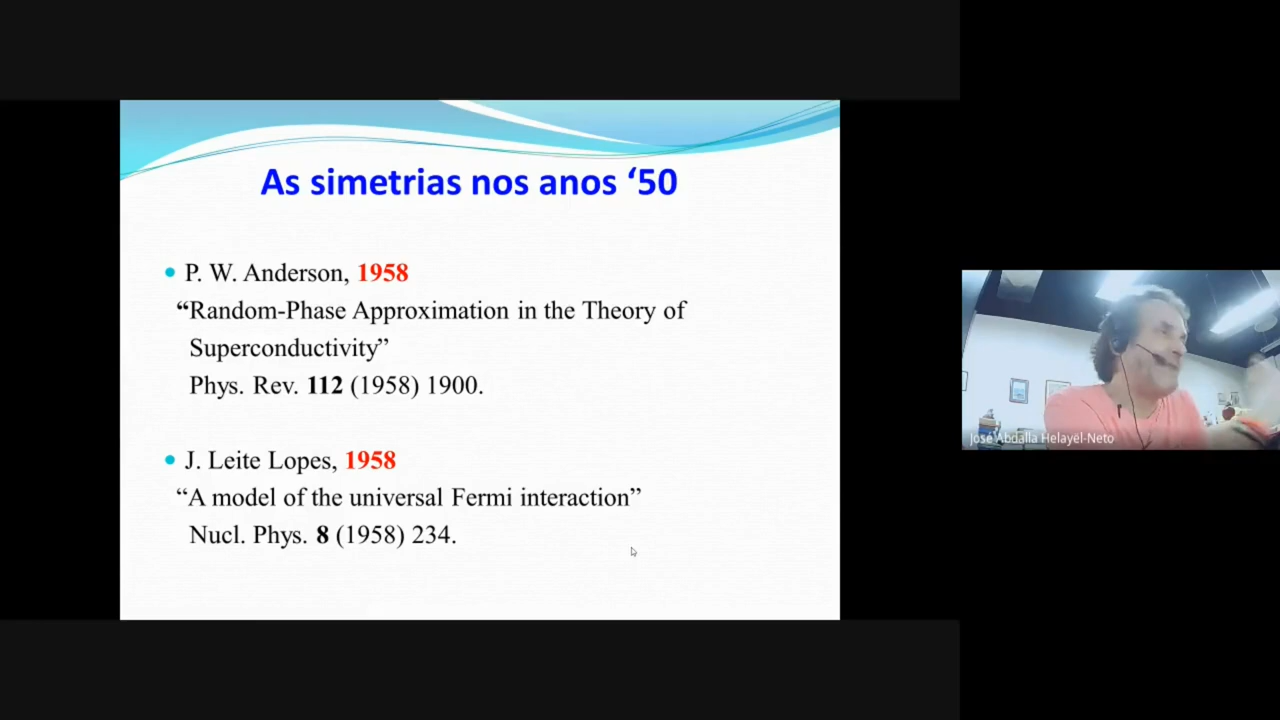 As simetrias nos anos ‘50
• P. W. Anderson, 1958
“Random-Phase Approximation in the Theory of
Superconductivity”
Phys. Rev. 112 (1958) 1900.
• J. Leite Lopes, 1958
“A model of the universal Fermi interaction”
Nucl. Phys. 8 (1958) 234.
José Abdalla Helayël-Neto